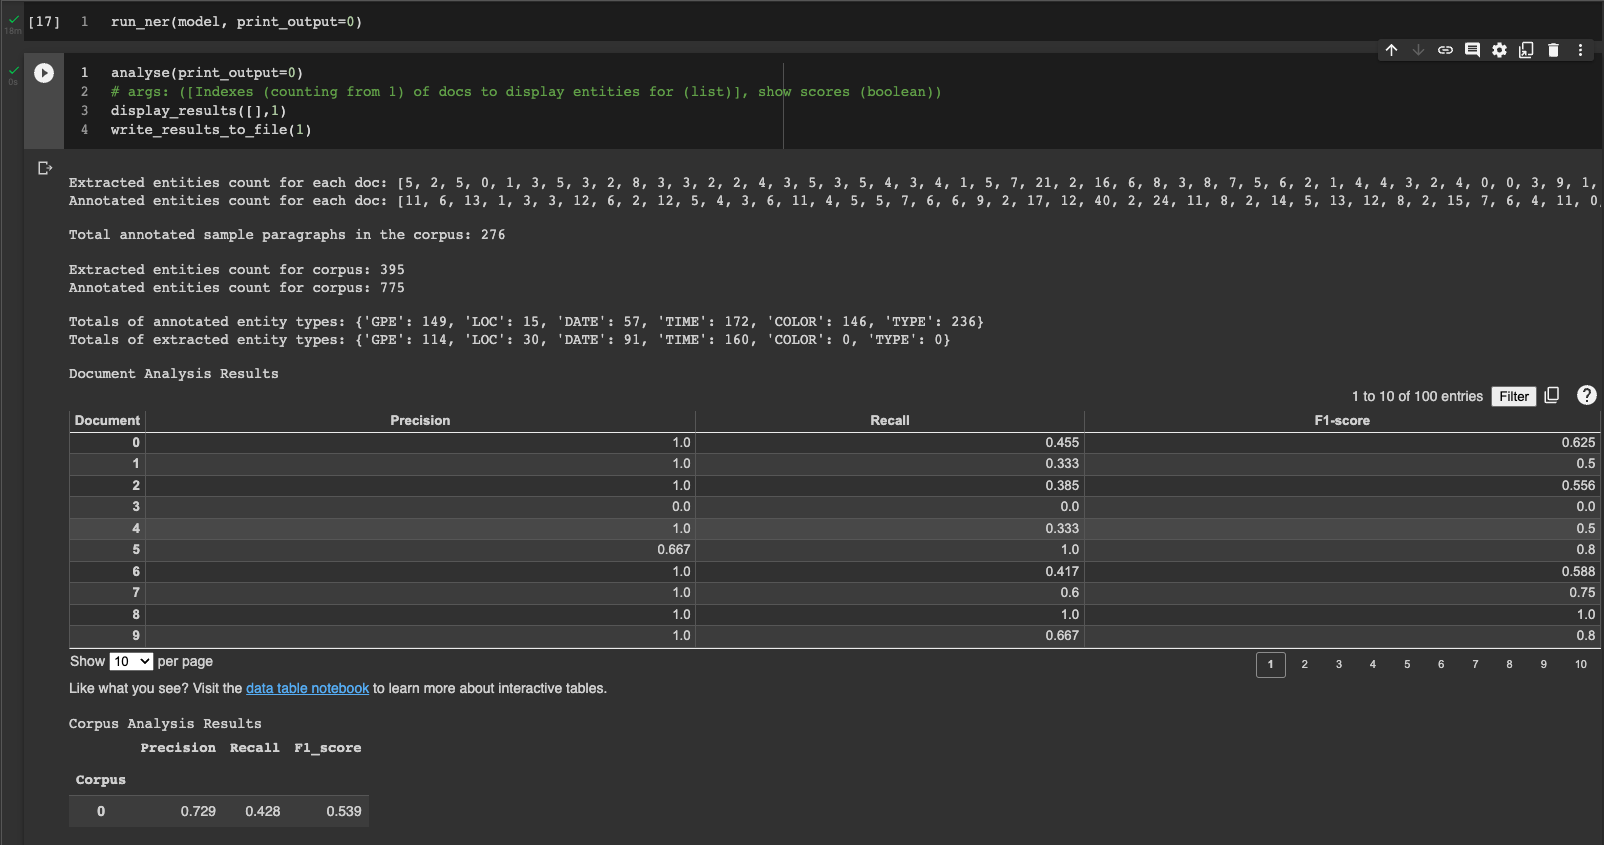 [17] 1 run_ner(model, print_output=0)
18m
1 analyse(print_output=0)
0s
2 # args: ([Indexes (counting from 1) of docs to display entities for (list)], show scores (boolean))
3 display_results([],1)
4 write_results_to_file(1)
Extracted entities count for each doc: [5, 2, 5, 0, 1, 3, 5, 3, 2, 8, 3, 3, 2, 2, 4, 3, 5, 3, 5, 4, 3, 4, 1, 5, 7, 21, 2, 16, 6, 8, 3, 8, 7, 5, 6, 2, 1, 4, 4, 3, 2, 4, 0, 0, 3, 9, 1,
Annotated entities count for each doc: [11, 6, 13, 1, 3, 3, 12, 6, 2, 12, 5, 4, 3, 6, 11, 4, 5, 5, 7, 6, 6, 9, 2, 17, 12, 40, 2, 24, 11, 8, 2, 14, 5, 13, 12, 8, 2, 15, 7, 6, 4, 11, 0,
Total annotated sample paragraphs in the corpus: 276
Extracted entities count for corpus: 395
Annotated entities count for corpus: 775
Totals of annotated entity types: {'GPE': 149, 'LOC': 15, 'DATE': 57, 'TIME': 172, 'COLOR': 146, 'TYPE': 236}
Totals of extracted entity types: {'GPE': 114, 'LOC': 30, 'DATE': 91, 'TIME': 160, 'COLOR': 0, 'TYPE': 0}
Document Analysis Results
1 to 10 of 100 entries Filter ?
Document Precision Recall F1-score
0 1.0 0.455 0.625
1 1.0 0.333 0.5
2 1.0 0.385 0.556
3 0.0 0.0 0.0
4 1.0 0.333 0.5
5 0.667 1.0 0.8
6 1.0 0.417 0.588
7 1.0 0.6 0.75
8 1.0 1.0 1.0
9 1.0 0.667 0.8
Show 10 per page 1 2 3 4 5 6 7 8 9 10
Like what you see? Visit the data table notebook to learn more about interactive tables.
Corpus Analysis Results
Precision Recall F1_score
Corpus
0 0.729 0.428 0.539